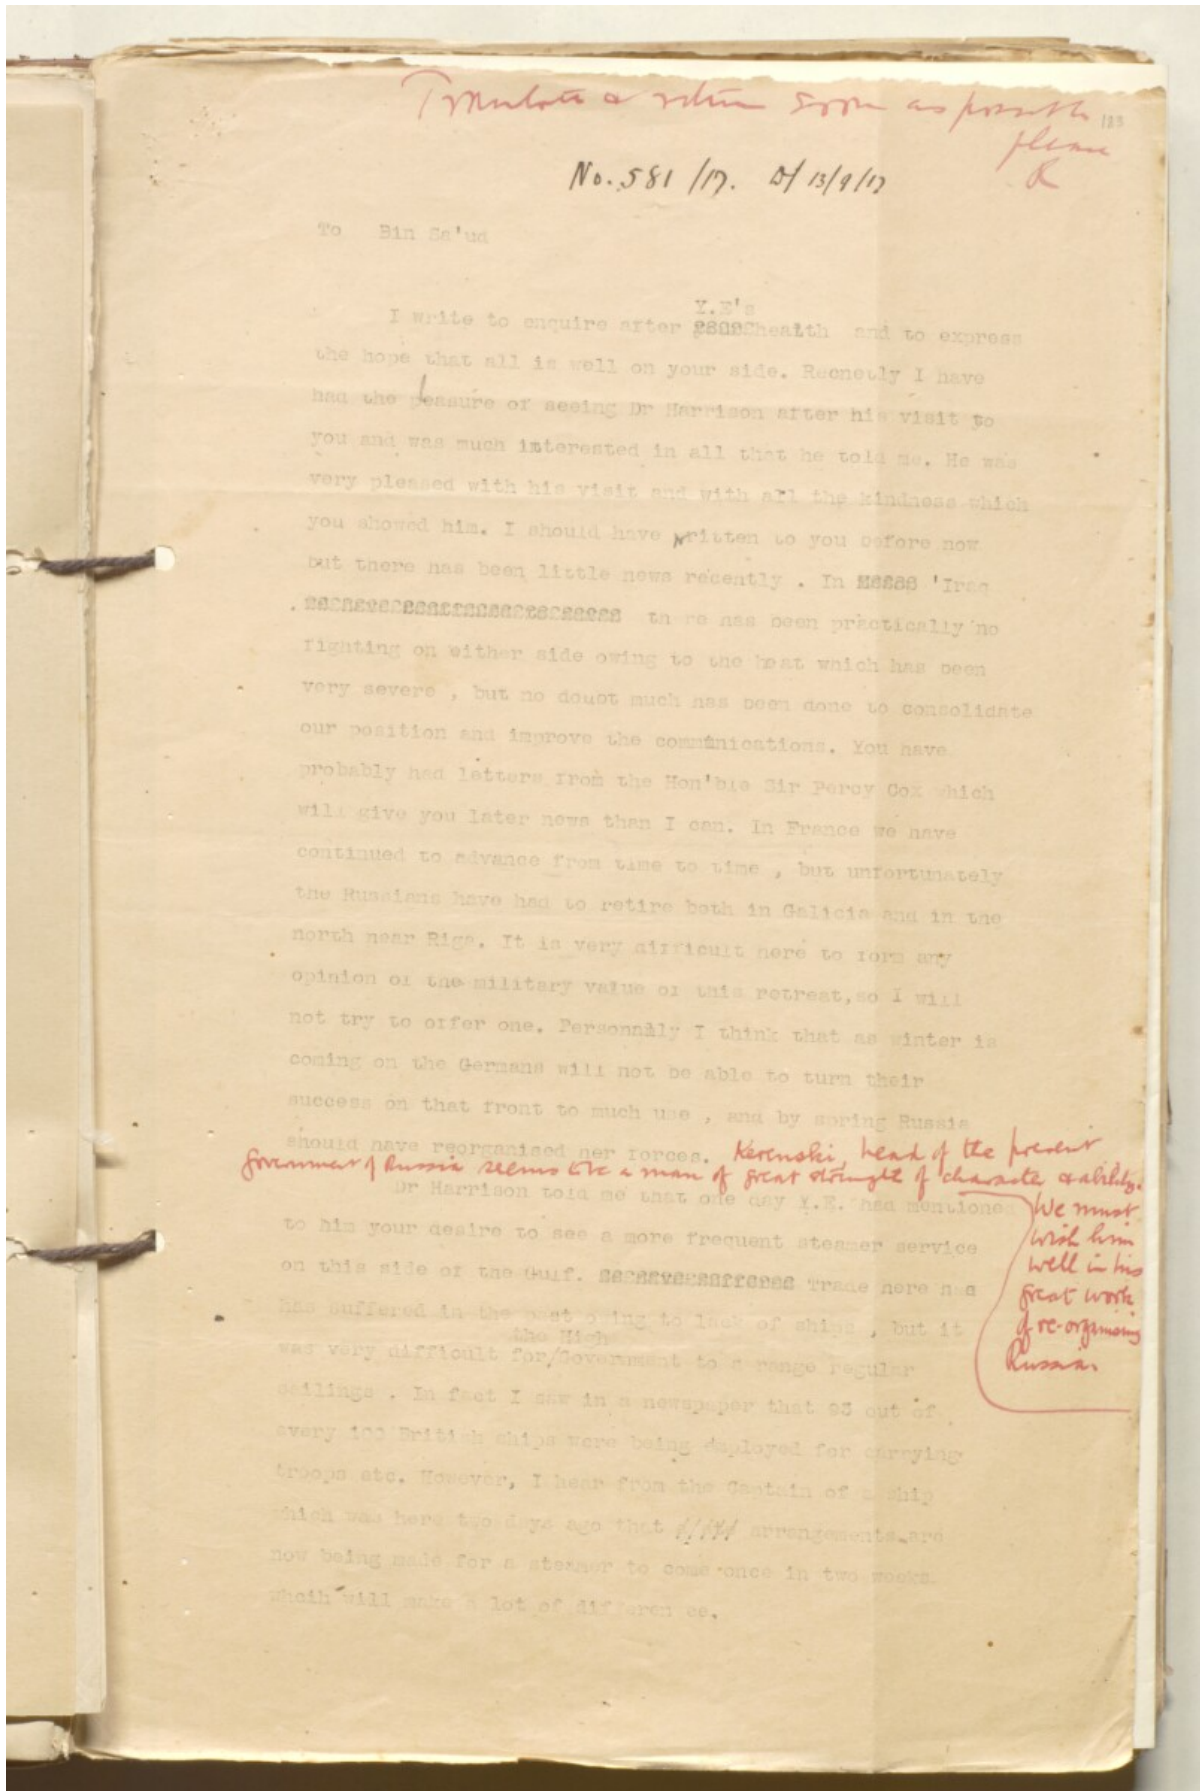 Translate & return soon as possible
183
please
R
No. 581/17. D/ 13/9/17
To Bin Sa'ud
Y.E's
I write to enquire after health and to express
the hope that all is well on your side. Recnetly I have
had the pleasure of seeing Dr Harrison after his visit to
you and was much interested in all that he told me. He was
very pleased with his visit and with all the kindness which
you showed him. I should have written to you before now
but there has been little news recently . In 'Iraq
there has been practically no
fighting on either side owing to the heat which has been
very severe , but no doubt much has been done to consolidate
our position and improve the communications. You have
probably had letters from the Hon'ble Sir Percy Cox which
will give you later news than I can. In France we have
continued to advance from time to time , but unfortunately
the Russians have had to retire both in Galicia and in the
north near Riga. It is very difficult here to form any
opinion of the military value of this retreat,so I will
not try to offer one. Personally I think that as winter is
coming on the Germans will not be able to turn their
success on that front to much use , and by spring Russia
should have reorganised her forces. Kerenski, head of the present
government of Russia seems like a man of great strength of character & ability.
We must
wish him
well in his
great work
of re-organising
Russia.
Dr Harrison told me that one day Y.E. had mentioned
to him your desire to see a more frequent steamer service
on this side of the Gulf. Trade here has
has suffered in the past owing to lack of ships , but it
the High
was very difficult for/Government to arrange regular
sailings . In fact I saw in a newspaper that 93 out of
every 100 British ships were being employed for carrying
troops etc. However, I hear from the Captain of a ship
which was here two days ago that arrangements are
now being made for a steamer to come once in two weeks
whcih will make a lot of differen ce.